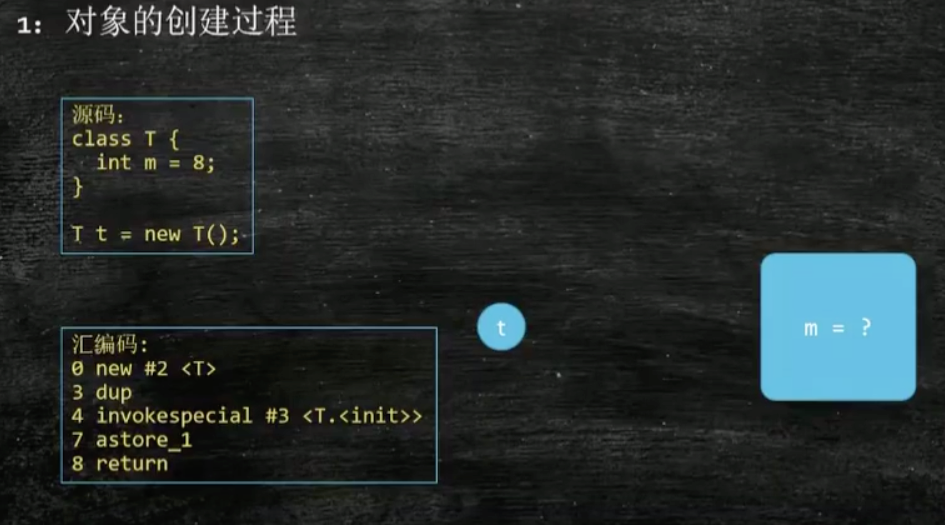 1: 对象的创建过程
源码:
class T {
  int m = 8;
}
T t = new T();
汇编码:
0 new #2 <T>
3 dup
4 invokespecial #3 <T.<init>>
7 astore_1
8 return
t
m = ?